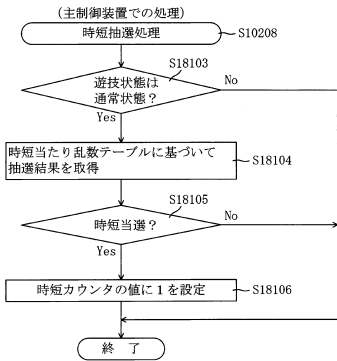 (主制御装置での処理)
時短抽選処理
S10208
S18103
遊技状態は
通常状態?
No
Yes
時短当たり乱数テーブルに基づいて
抽選結果を取得
S18104
S18105
時短当選?
No
Yes
時短カウンタの値に1を設定
S18106
終 了